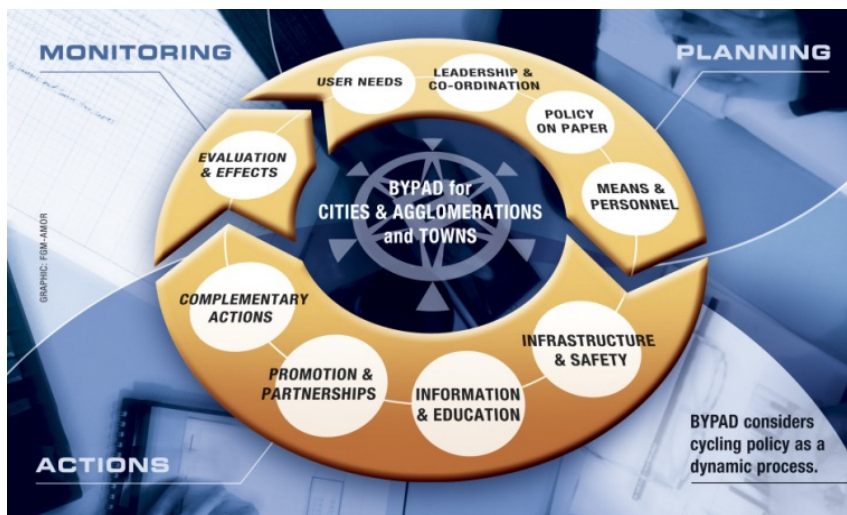 MONITORING
PLANNING
USER NEEDS
LEADERSHIP &
CO-ORDINATION
POLICY
ON PAPER
EVALUATION
& EFFECTS
MEANS &
PERSONNEL
BYPAD for
CITIES & AGGLOMERATIONS
and TOWNS
GRAPHIC: FGM-AMOR
COMPLEMENTARY
ACTIONS
INFRASTRUCTURE
& SAFETY
PROMOTION &
PARTNERSHIPS
INFORMATION
& EDUCATION
ACTIONS
BYPAD considers
cycling policy as a
dynamic process.